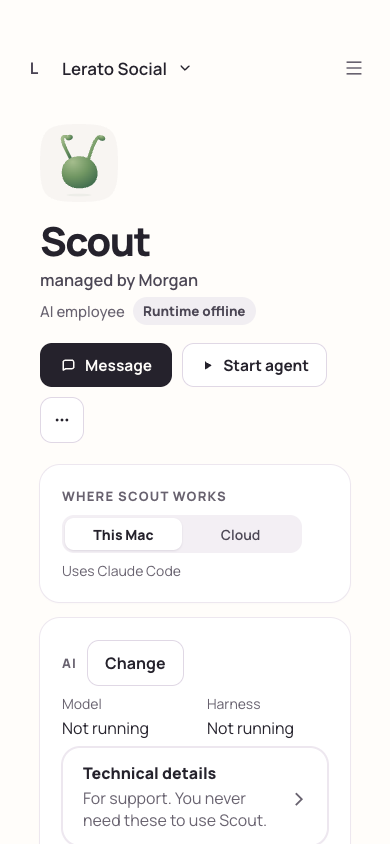 L Lerato Social
Scout
managed by Morgan
AI employee Runtime offline
Message Start agent
WHERE SCOUT WORKS
This Mac Cloud
Uses Claude Code
AI Change
Model Harness
Not running Not running
Technical details
For support. You never
need these to use Scout.